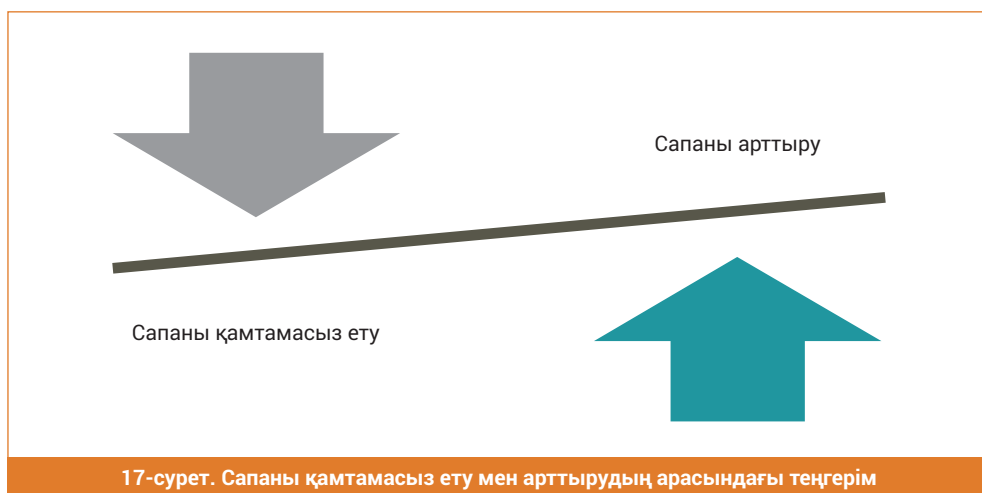 Сапаны арттыру
Сапаны қамтамасыз ету
17-сурет. Сапаны қамтамасыз ету мен арттырудың арасындағы теңгерім